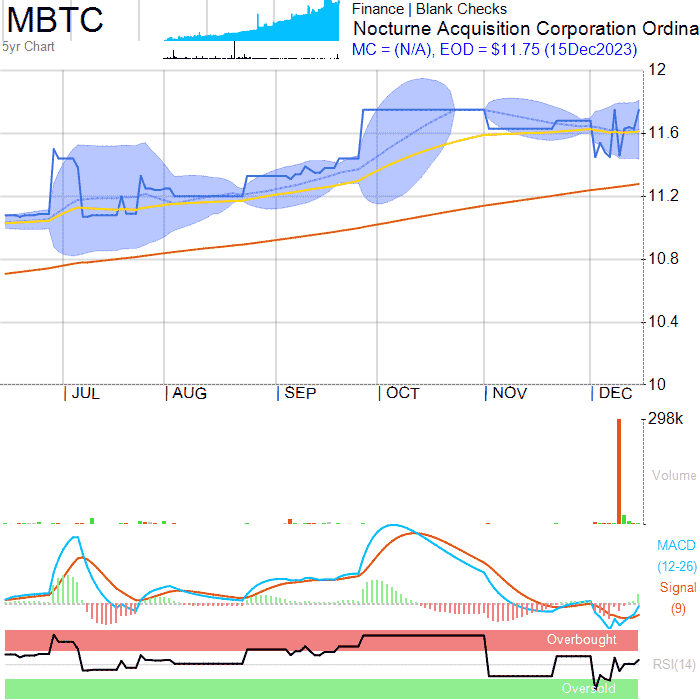 MBTC
5yr Chart
Finance | Blank Checks
Nocturne Acquisition Corporation Ordina
MC = (N/A), EOD = $11.75 (15Dec2023)
12
11.6
11.2
10.8
10.4
10
JUL AUG SEP OCT NOV DEC
298k
Volume
MACD
(12-26)
Signal
(9)
Overbought
RSI(14)
Oversold